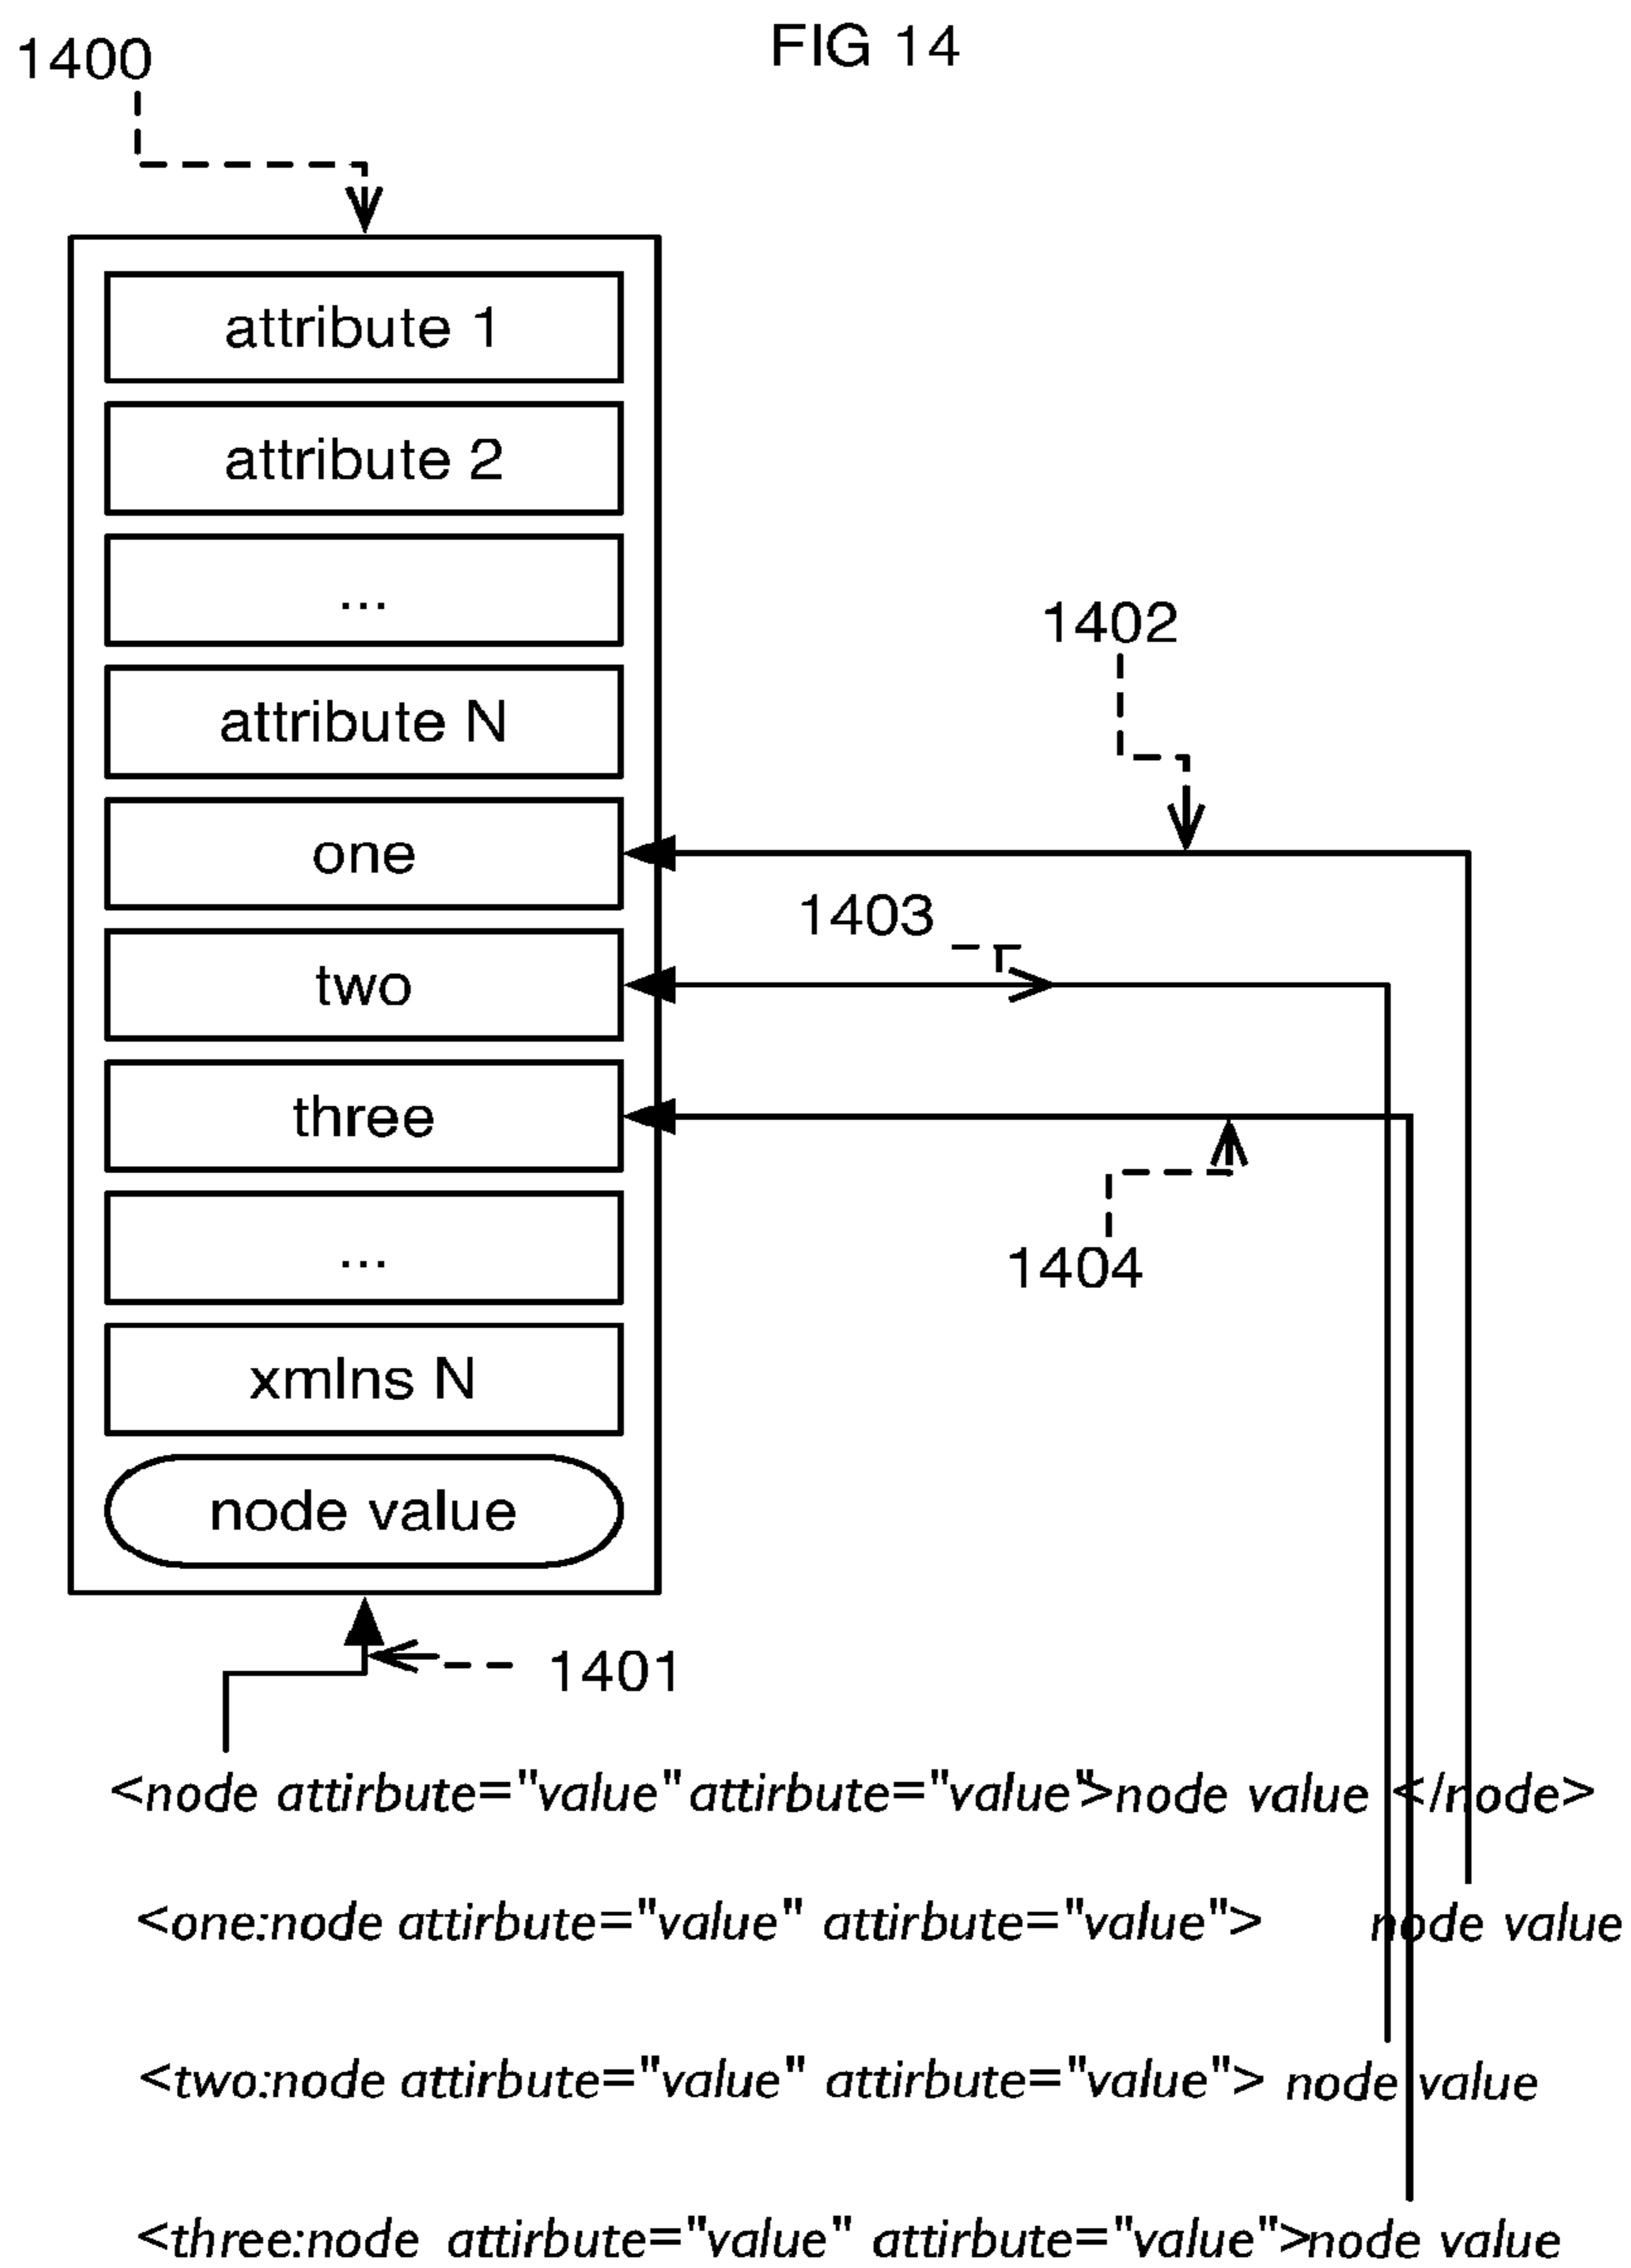 FIG 14
1400
attribute 1
attribute 2
...
attribute N
1402
one
1403
two
three
1404
...
xmlns N
node value
1401
<node attirbute="value" attirbute="value">node value </node>
<one:node attirbute="value" attirbute="value"> node value
<two:node attirbute="value" attirbute="value"> node value
<three:node attirbute="value" attirbute="value">node value